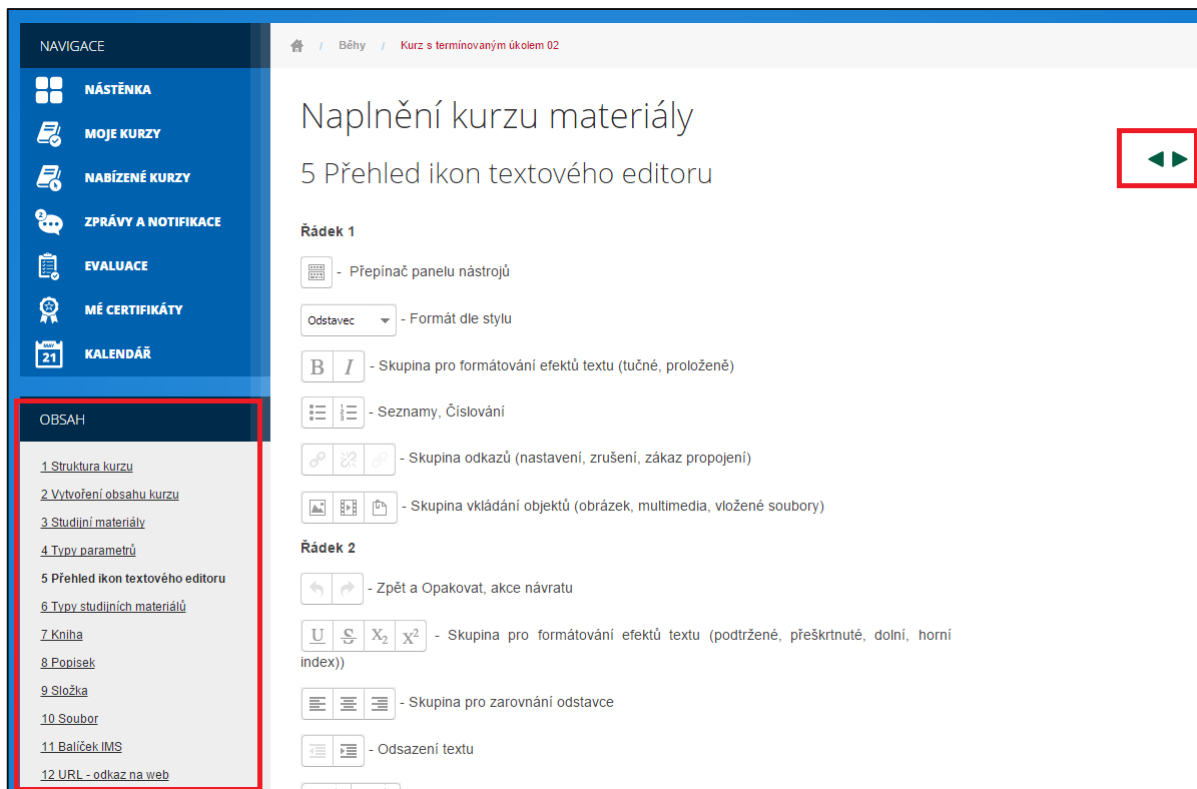 NAVIGACE
NÁSTĚNKA
MOJE KURZY
NABÍZENÉ KURZY
2
ZPRÁVY A NOTIFIKACE
EVALUACE
MÉ CERTIFIKÁTY
MAY
21
KALENDÁŘ
OBSAH
1 Struktura kurzu
2 Vytvoření obsahu kurzu
3 Studijní materiály
4 Typy parametrů
5 Přehled ikon textového editoru
6 Typy studijních materiálů
7 Kniha
8 Popisek
9 Složka
10 Soubor
11 Balíček IMS
12 URL - odkaz na web
/ Běhy / Kurz s termínovaným úkolem 02
Naplnění kurzu materiály
5 Přehled ikon textového editoru
Řádek 1
- Přepínač panelu nástrojů
Odstavec - Formát dle stylu
B I - Skupina pro formátování efektů textu (tučné, proloženě)
- Seznamy, Číslování
- Skupina odkazů (nastavení, zrušení, zákaz propojení)
- Skupina vkládání objektů (obrázek, multimedia, vložené soubory)
Řádek 2
- Zpět a Opakovat, akce návratu
U S X₂ X² - Skupina pro formátování efektů textu (podtržené, přeškrtnuté, dolní, horní
index))
- Skupina pro zarovnání odstavce
- Odsazení textu